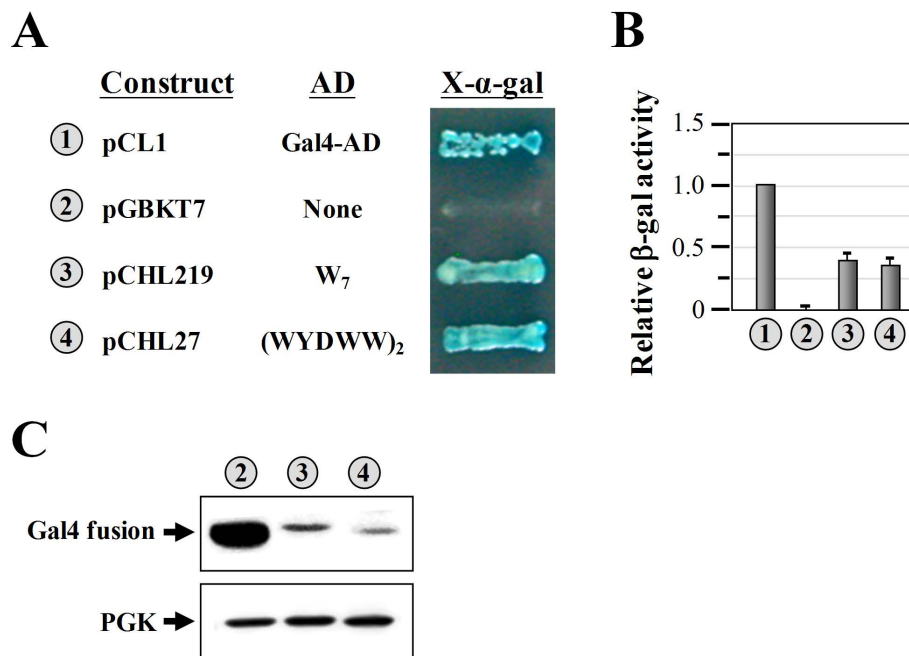 A
Construct AD X-α-gal
1 pCL1 Gal4-AD
2 pGBKT7 None
3 pCHL219 W7
4 pCHL27 (WYDWW)2
B
Relative β-gal activity
1.5
1.0
0.5
0
1 2 3 4
C
2 3 4
Gal4 fusion
PGK